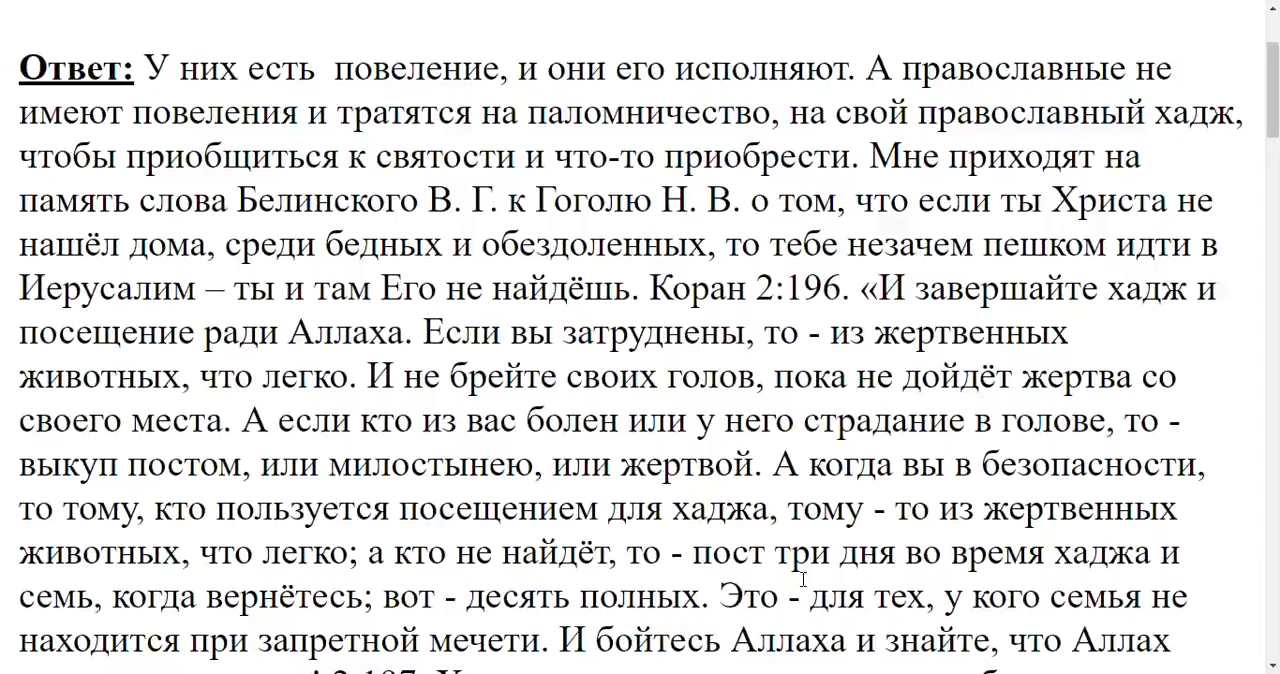 Ответ: У них есть  повеление, и они его исполняют. А православные не
имеют повеления и тратятся на паломничество, на свой православный хадж,
чтобы приобщиться к святости и что-то приобрести. Мне приходят на
память слова Белинского В. Г. к Гоголю Н. В. о том, что если ты Христа не
нашёл дома, среди бедных и обездоленных, то тебе незачем пешком идти в
Иерусалим – ты и там Его не найдёшь. Коран 2:196. «И завершайте хадж и
посещение ради Аллаха. Если вы затруднены, то - из жертвенных
животных, что легко. И не брейте своих голов, пока не дойдёт жертва со
своего места. А если кто из вас болен или у него страдание в голове, то -
выкуп постом, или милостынею, или жертвой. А когда вы в безопасности,
то тому, кто пользуется посещением для хаджа, тому - то из жертвенных
животных, что легко; а кто не найдёт, то - пост три дня во время хаджа и
семь, когда вернётесь; вот - десять полных. Это - для тех, у кого семья не
находится при запретной мечети. И бойтесь Аллаха и знайте, что Аллах